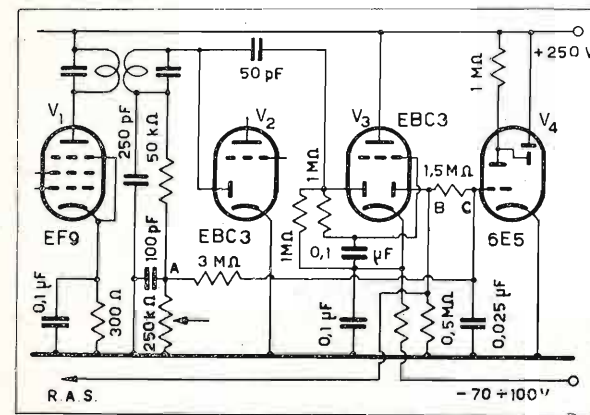 +250 V
1 MΩ
50 pF
V1
V2
V3
EBC3
V4
250 pF
50 kΩ
1 MΩ
1,5 MΩ
B
C
EF9
EBC3
6E5
1MΩ
0,1 µF
100 pF
A
3 MΩ
0,1 µF
300 Ω
250 kΩ
0,1 µF
0,5 MΩ
0,025 µF
R.A.S.
- 70 ÷ 100 V